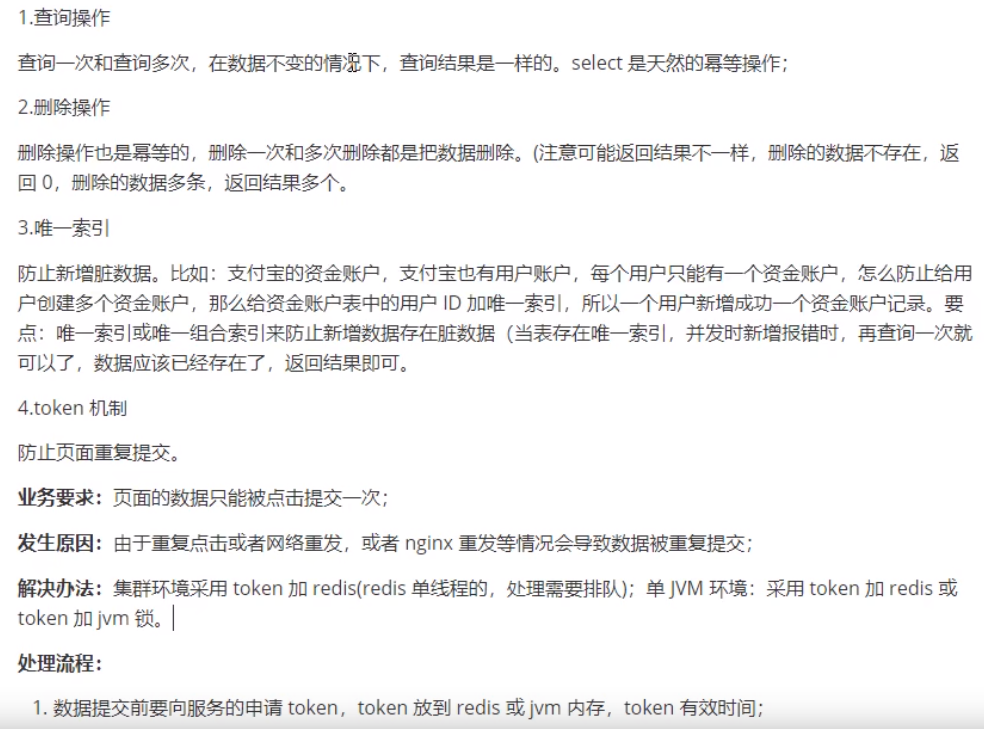 1.查询操作
查询一次和查询多次，在数据不变的情况下，查询结果是一样的。select 是天然的幂等操作；
2.删除操作
删除操作也是幂等的，删除一次和多次删除都是把数据删除。(注意可能返回结果不一样，删除的数据不存在，返
回 0，删除的数据多条，返回结果多个。
3.唯一索引
防止新增脏数据。比如：支付宝的资金账户，支付宝也有用户账户，每个用户只能有一个资金账户，怎么防止给用
户创建多个资金账户，那么给资金账户表中的用户 ID 加唯一索引，所以一个用户新增成功一个资金账户记录。要
点：唯一索引或唯一组合索引来防止新增数据存在脏数据（当表存在唯一索引，并发时新增报错时，再查询一次就
可以了，数据应该已经存在了，返回结果即可。
4.token 机制
防止页面重复提交。
业务要求：页面的数据只能被点击提交一次；
发生原因：由于重复点击或者网络重发，或者 nginx 重发等情况会导致数据被重复提交；
解决办法：集群环境采用 token 加 redis(redis 单线程的，处理需要排队)；单 JVM 环境：采用 token 加 redis 或
token 加 jvm 锁。
处理流程：
1. 数据提交前要向服务的申请 token，token 放到 redis 或 jvm 内存，token 有效时间；